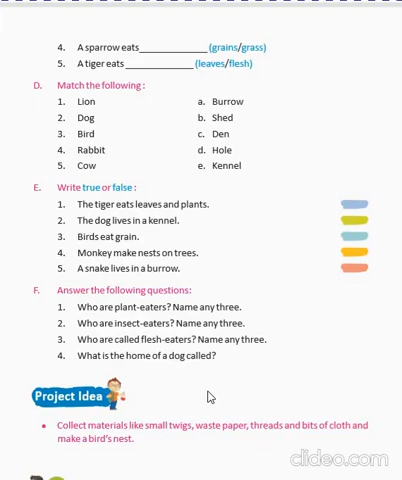 4. A sparrow eats______________ (grains/grass)
5. A tiger eats ______________ (leaves/flesh)
D. Match the following :
1. Lion a. Burrow
2. Dog b. Shed
3. Bird c. Den
4. Rabbit d. Hole
5. Cow e. Kennel
E. Write true or false :
1. The tiger eats leaves and plants.
2. The dog lives in a kennel.
3. Birds eat grain.
4. Monkey make nests on trees.
5. A snake lives in a burrow.
F. Answer the following questions:
1. Who are plant-eaters? Name any three.
2. Who are insect-eaters? Name any three.
3. Who are called flesh-eaters? Name any three.
4. What is the home of a dog called?
Project Idea
• Collect materials like small twigs, waste paper, threads and bits of cloth and
make a bird's nest.
clideo.com